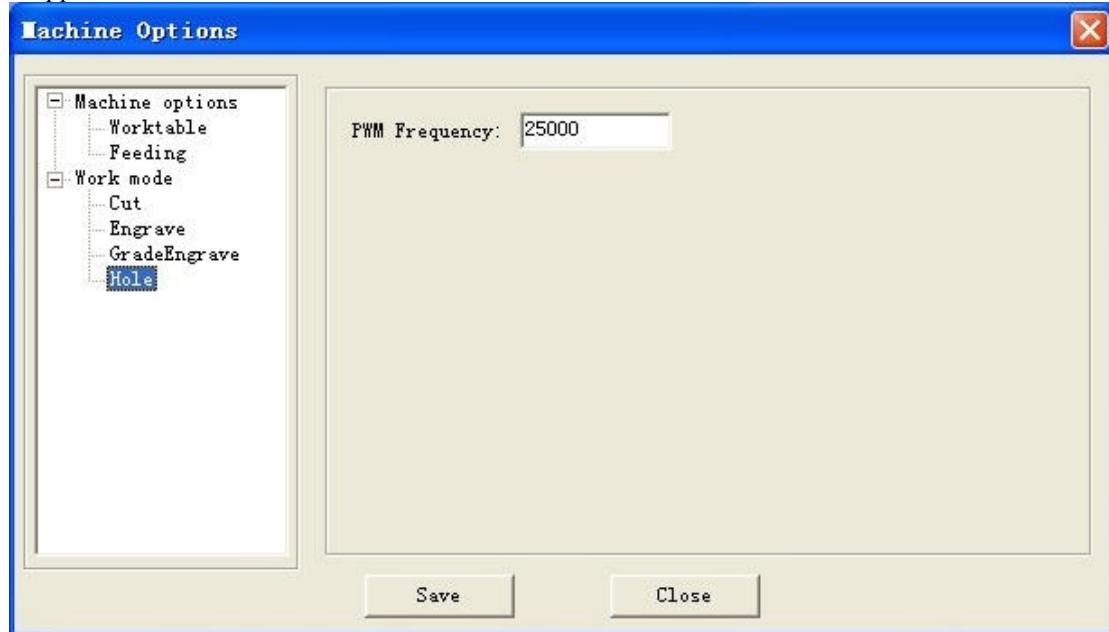 Machine Options
Machine options
Worktable
Feeding
Work mode
Cut
Engrave
GradeEngrave
Hole
PWM Frequency: 25000
Save
Close